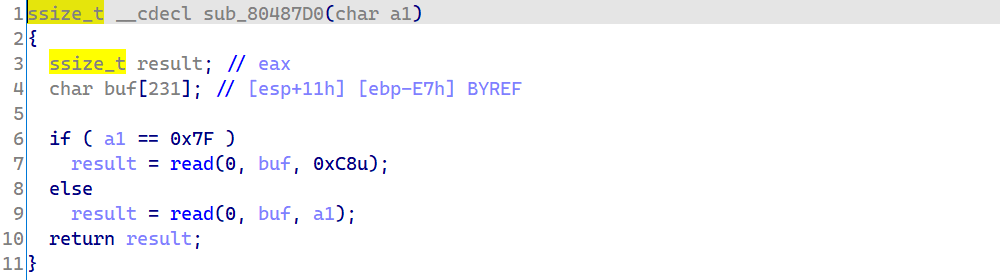 1 ssize_t __cdecl sub_80487D0(char a1)
2 {
3   ssize_t result; // eax
4   char buf[231]; // [esp+11h] [ebp-E7h] BYREF
5
6   if ( a1 == 0x7F )
7     result = read(0, buf, 0xC8u);
8   else
9     result = read(0, buf, a1);
10   return result;
11 }